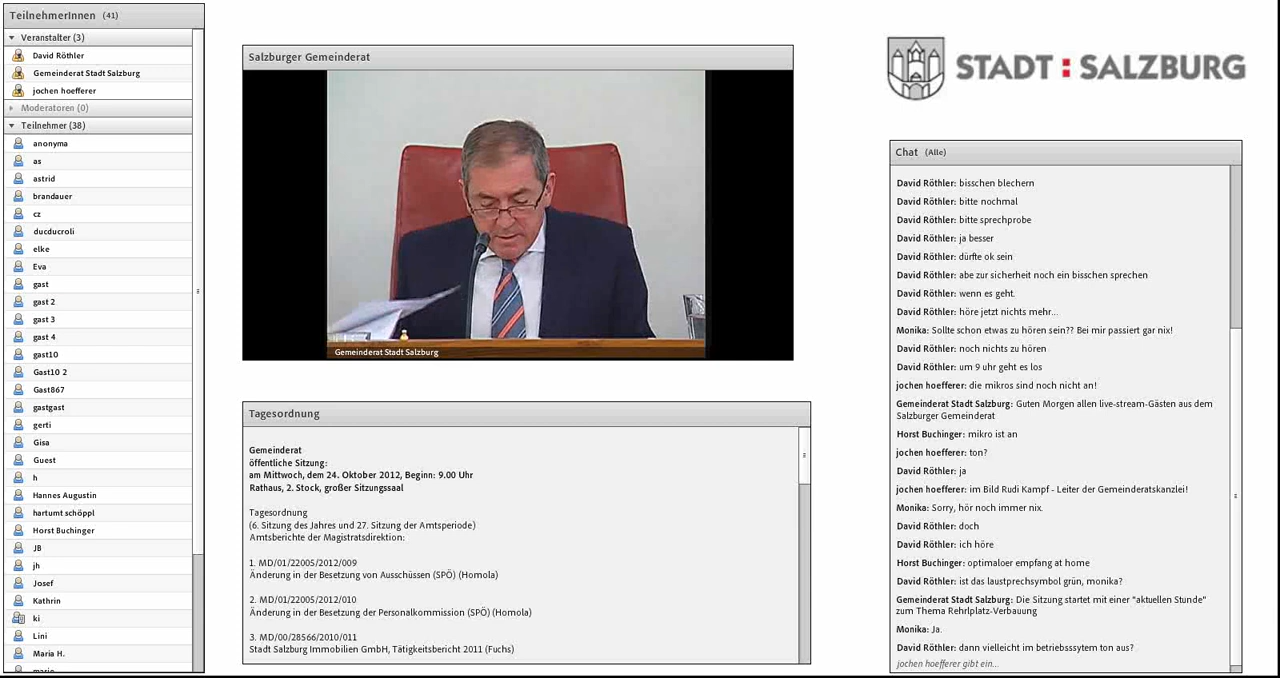 TeilnehmerInnen (41)
Veranstalter (3)
David Röthler
Gemeinderat Stadt Salzburg
jochen hoefferer
Moderatoren (0)
Teilnehmer (38)
anonyma
as
astrid
brandauer
cz
ducducroli
elke
Eva
gast
gast 2
gast 3
gast 4
gast10
Gast10 2
Gast867
gastgast
gerti
Gisa
Guest
h
Hannes Augustin
hartumt schöppl
Horst Buchinger
JB
jh
Josef
Kathrin
ki
Lini
Maria H.
Salzburger Gemeinderat
Gemeinderat Stadt Salzburg
Tagesordnung
Gemeinderat
öffentliche Sitzung:
am Mittwoch, dem 24. Oktober 2012, Beginn: 9.00 Uhr
Rathaus, 2. Stock, großer Sitzungssaal
Tagesordnung
(6. Sitzung des Jahres und 27. Sitzung der Amtsperiode)
Amtsberichte der Magistratsdirektion:
1. MD/01/22005/2012/009
Änderung in der Besetzung von Ausschüssen (SPÖ) (Homola)
2. MD/01/22005/2012/010
Änderung in der Besetzung der Personalkommission (SPÖ) (Homola)
3. MD/00/28566/2010/011
Stadt Salzburg Immobilien GmbH, Tätigkeitsbericht 2011 (Fuchs)
STADT : SALZBURG
Chat (Alle)
David Röthler: bisschen blechern
David Röthler: bitte nochmal
David Röthler: bitte sprechprobe
David Röthler: ja besser
David Röthler: dürfte ok sein
David Röthler: abe zur sicherheit noch ein bisschen sprechen
David Röthler: wenn es geht.
David Röthler: höre jetzt nichts mehr...
Monika: Sollte schon etwas zu hören sein?? Bei mir passiert gar nix!
David Röthler: noch nichts zu hören
David Röthler: um 9 uhr geht es los
jochen hoefferer: die mikros sind noch nicht an!
Gemeinderat Stadt Salzburg: Guten Morgen allen live-stream-Gästen aus dem
Salzburger Gemeinderat
Horst Buchinger: mikro ist an
jochen hoefferer: ton?
David Röthler: ja
jochen hoefferer: im Bild Rudi Kampf - Leiter der Gemeinderatskanzlei!
Monika: Sorry, hör noch immer nix.
David Röthler: doch
David Röthler: ich höre
Horst Buchinger: optimaloer empfang at home
David Röthler: ist das laustprechsymbol grün, monika?
Gemeinderat Stadt Salzburg: Die Sitzung startet mit einer "aktuellen Stunde"
zum Thema Rehrlplatz-Verbauung
Monika: Ja.
David Röthler: dann vielleicht im betriebsssytem ton aus?
jochen hoefferer gibt ein...